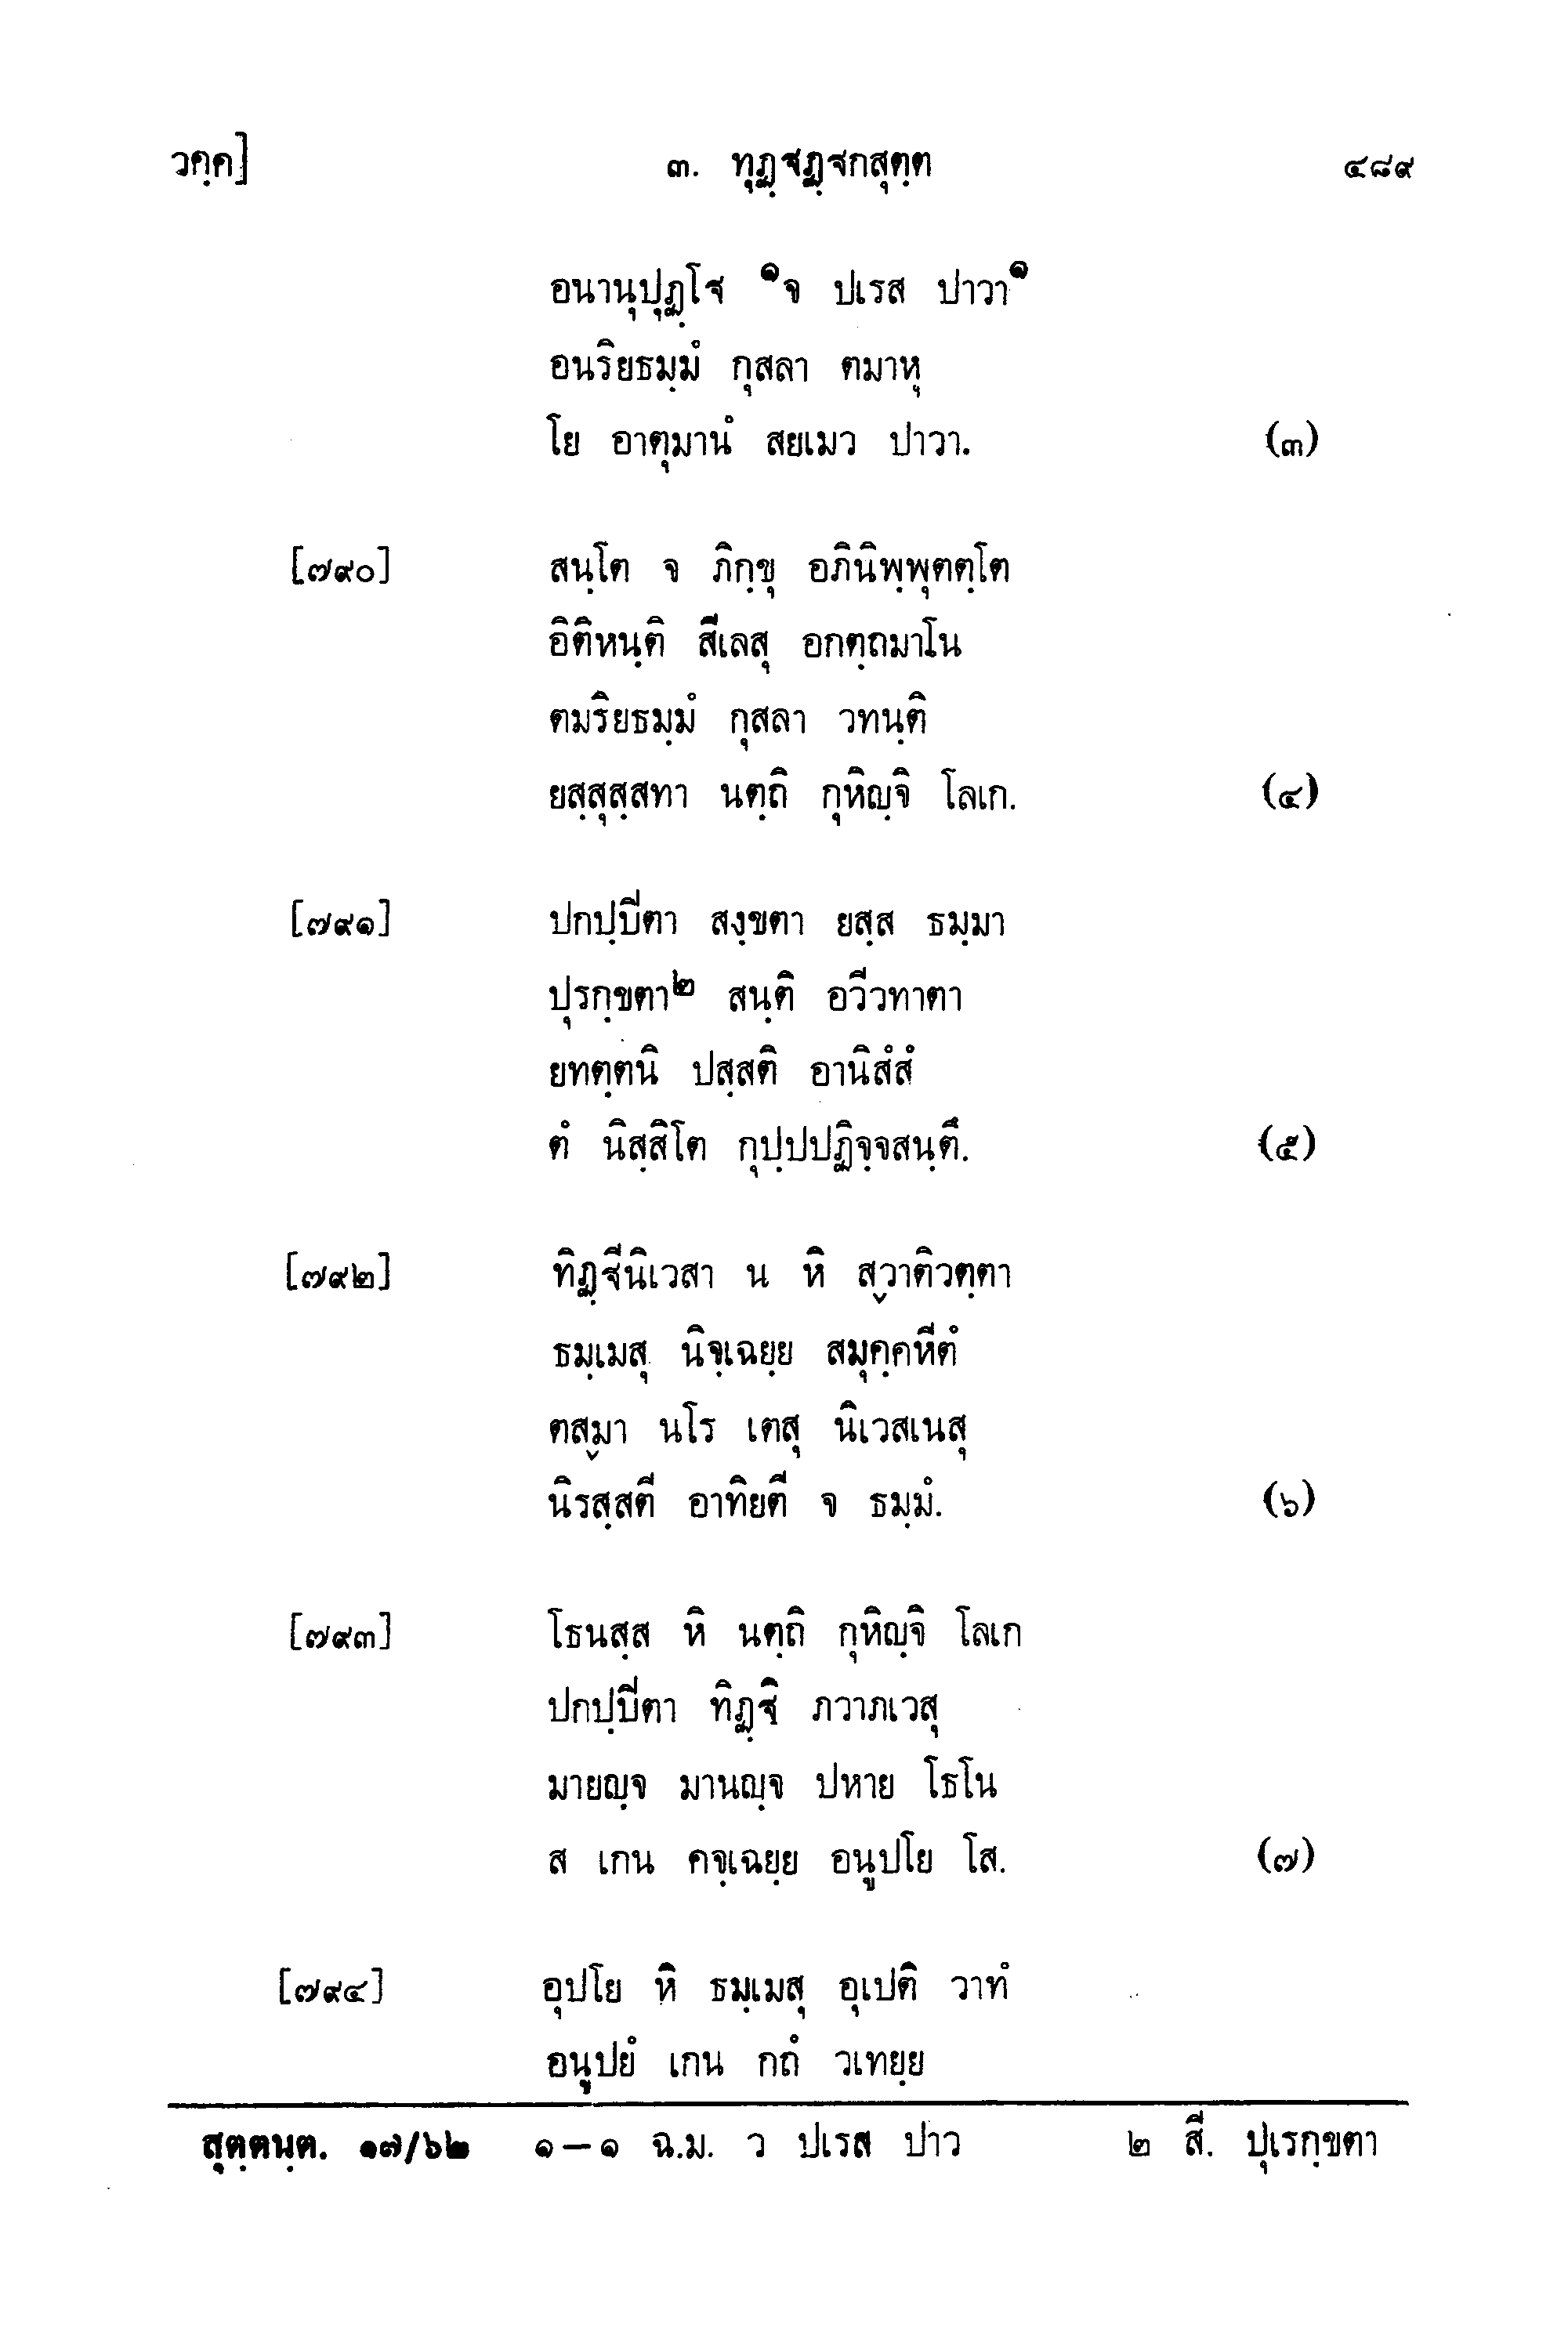 วคฺค] ๓. ทุฏฺฐฏฺฐกสุตฺต ๔๘๙
อนานุปุฏฺโฐ ๑จ ปเรส ปาวา๑
อนริยธมฺมํ กุสลา ตมาหุ
โย อาตุมานํ สยเมว ปาวา. (๓)
[๗๙๐] สนฺโต จ ภิกฺขุ อภินิพฺพุตตฺโต
อิติหนฺติ สีเลสุ อกตฺถมาโน
ตมริยธมฺมํ กุสลา วทนฺติ
ยสฺสุสฺสทา นตฺถิ กุหิญฺจิ โลเก. (๔)
[๗๙๑] ปกปฺปิตา สงฺขตา ยสฺส ธมฺมา
ปุรกฺขตา๒ สนฺติ อวีวทาตา
ยทตฺตนิ ปสฺสติ อานิสํสํ
ตํ นิสฺสิโต กุปฺปปฏิจฺจสนฺตึ. (๕)
[๗๙๒] ทิฏฺฐีนิเวสา น หิ สฺวาติวตฺตา
ธมฺเมสุ นิจฺเฉยฺย สมุคฺคหีตํ
ตสฺมา นโร เตสุ นิเวสเนสุ
นิรสฺสตี อาทิยตี จ ธมฺมํ. (๖)
[๗๙๓] โธนสฺส หิ นตฺถิ กุหิญฺจิ โลเก
ปกปฺปิตา ทิฏฺฐิ ภวาภเวสุ
มายญฺจ มานญฺจ ปหาย โธโน
ส เกน คจฺเฉยฺย อนูปโย โส. (๗)
[๗๙๔] อุปโย หิ ธมฺเมสุ อุเปติ วาทํ
อนูปยํ เกน กถํ วเทยฺย
สุตฺตนฺต. ๑๗/๖๒ ๑–๑ ฉ.ม. ว ปเรส ปาว ๒ สี. ปุเรกฺขตา